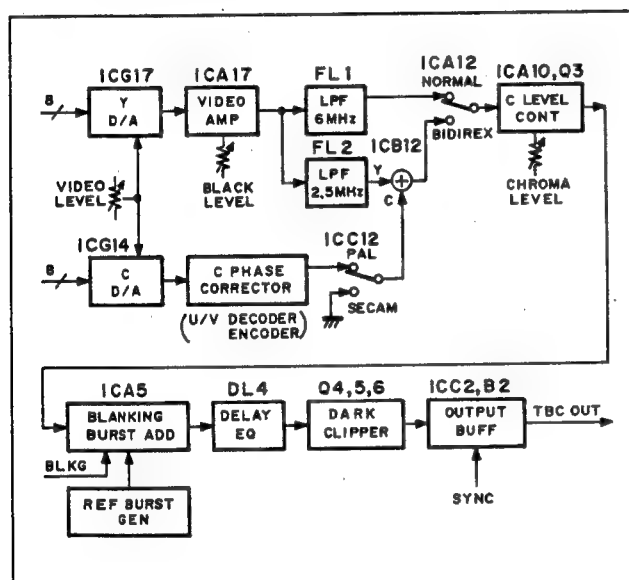 ICG17
8
Y
D/A
ICA17
VIDEO
AMP
BLACK LEVEL
FL1
LPF
6MHz
FL2
LPF
2.5MHz
ICB12
Y
C
ICA12
NORMAL
BIDIREX
ICA10,Q3
C LEVEL
CONT
CHROMA
LEVEL
VIDEO
LEVEL
ICG14
8
C
D/A
C PHASE
CORRECTOR
(U/V DECODER
ENCODER)
ICC12
PAL
SECAM
ICA5
BLANKING
BURST ADD
BLKG
REF BURST
GEN
DL4
DELAY
EQ
Q4,5,6
DARK
CLIPPER
ICC2,B2
OUTPUT
BUFF
SYNC
TBC OUT